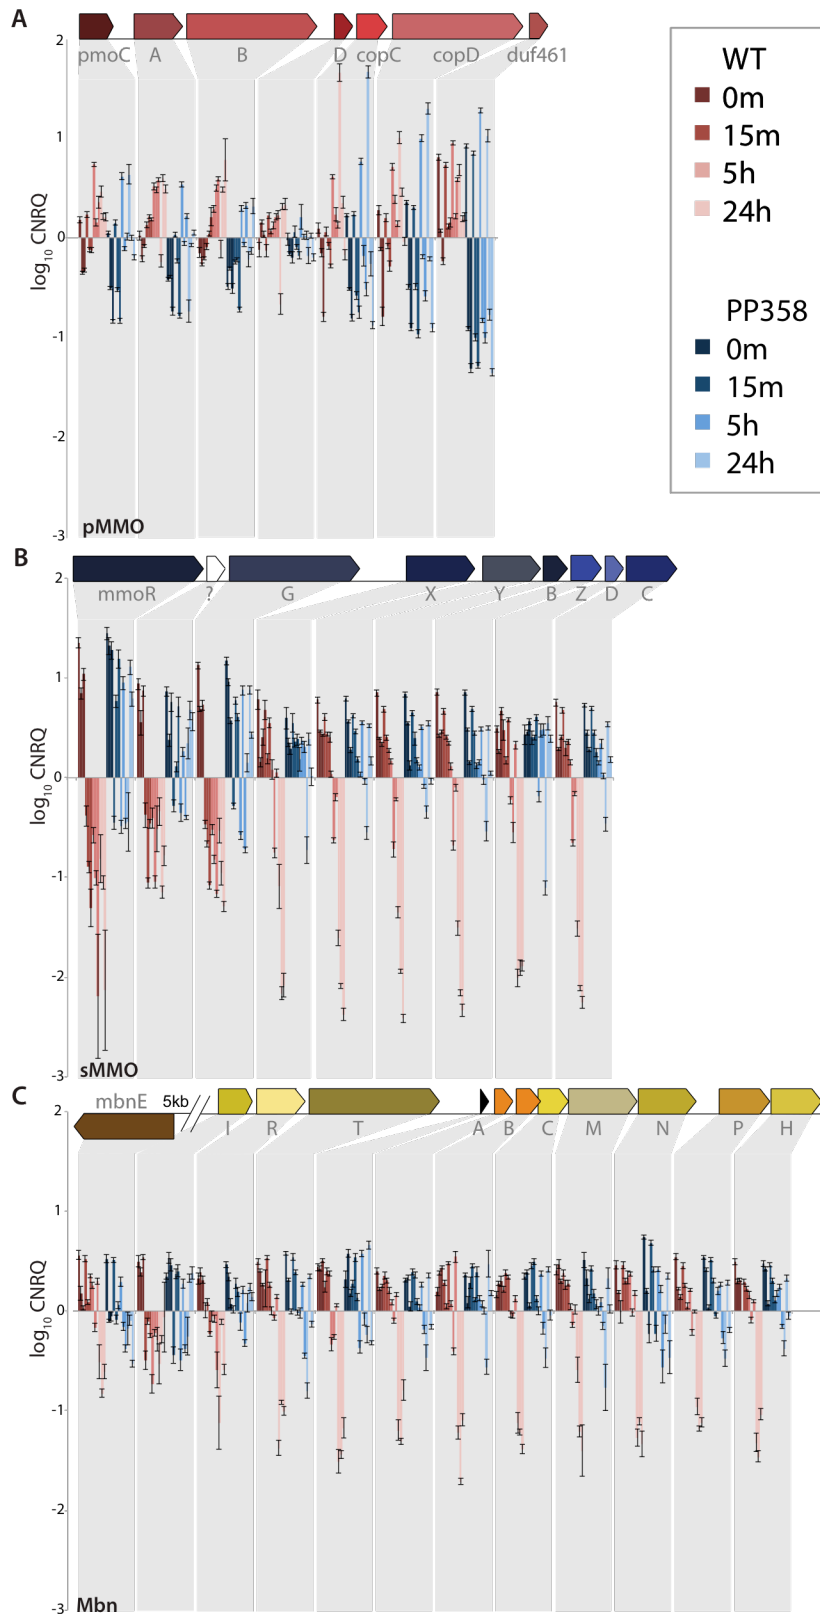 A
2
1
0
-1
-2
-3
log10 CNRQ
pmoC A B D copC copD duf461
pMMO
WT
0m
15m
5h
24h
PP358
0m
15m
5h
24h
B
2
1
0
-1
-2
-3
log10 CNRQ
mmoR ? G X Y B Z D C
sMMO
C
2
1
0
-1
-2
-3
log10 CNRQ
mbnE 5kb
I R T A B C M N P H
Mbn